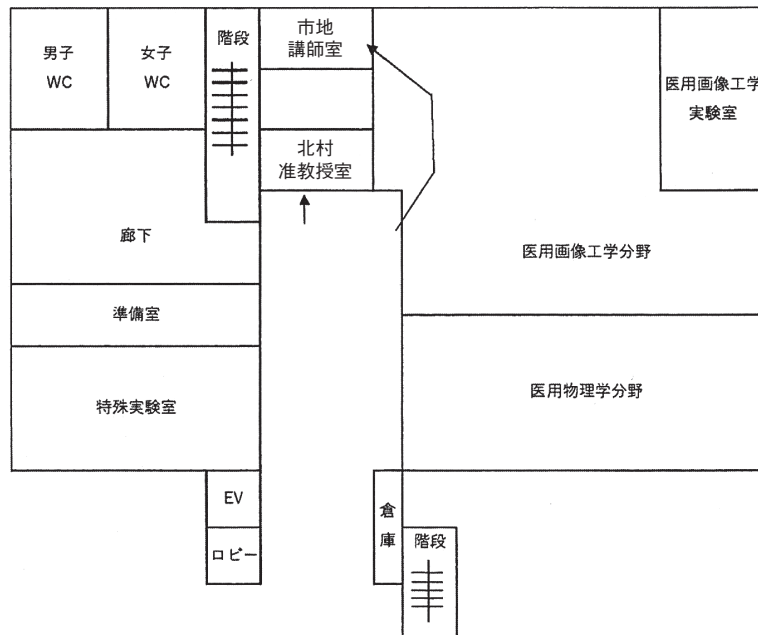 男子
WC
女子
WC
階段
市地
講師室
医用画像工学
実験室
北村
准教授室
廊下
医用画像工学分野
準備室
特殊実験室
医用物理学分野
EV
ロビー
倉
庫
階段